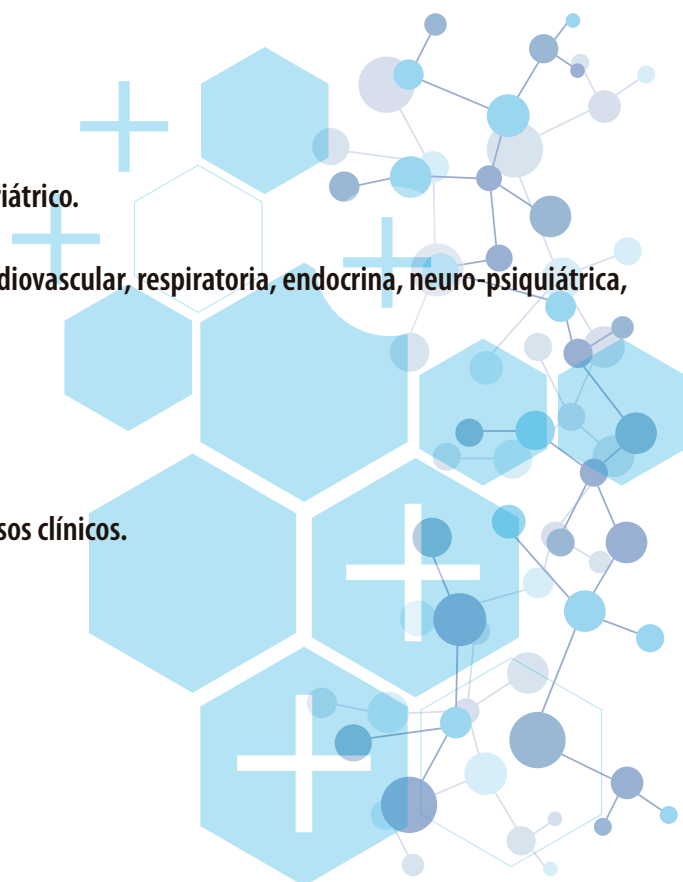 iátrico.
diovascular, respiratoria, endocrina, neuro-psiquiátrica,
sos clínicos.